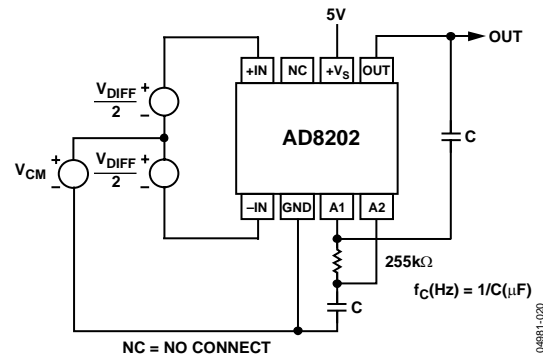 5V
OUT
+IN NC +VS OUT
VDIFF
2
AD8202
C
VCM
VDIFF
2
–IN GND A1 A2
255kΩ
fC(Hz) = 1/C(μF)
C
NC = NO CONNECT
04981-020